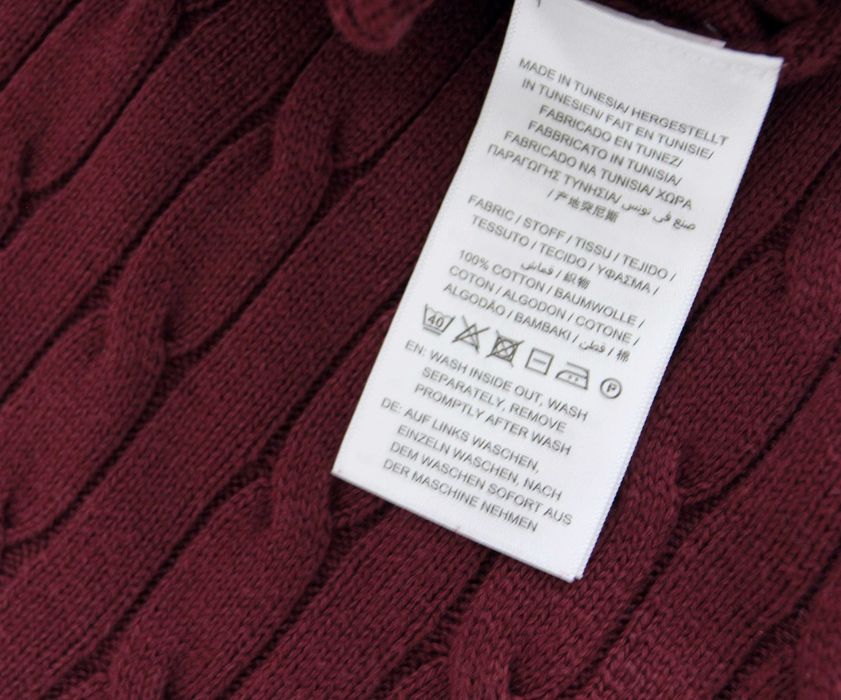 MADE IN TUNESIA/ HERGESTELLT
IN TUNESIEN/ FAIT EN TUNISIE/
FABRICADO EN TUNEZ/
FABBRICATO IN TUNISIA/
FABRICADO NA TUNISIA/ ΧΩΡΑ
ΠΑΡΑΓΩΓΗΣ ΤΥΝΗΣΙΑ/ صنع في تونس
/ 产地突尼斯
FABRIC / STOFF / TISSU / TEJIDO /
TESSUTO / TECIDO / ΥΦΑΣΜΑ /
قماش / 織物
100% COTTON / BAUMWOLLE /
COTON / ALGODON / COTONE /
ALGODÃO / BAMBAKI / قطن / 棉
40 P
EN: WASH INSIDE OUT, WASH
SEPARATELY, REMOVE
PROMPTLY AFTER WASH
DE: AUF LINKS WASCHEN,
EINZELN WASCHEN, NACH
DEM WASCHEN SOFORT AUS
DER MASCHINE NEHMEN